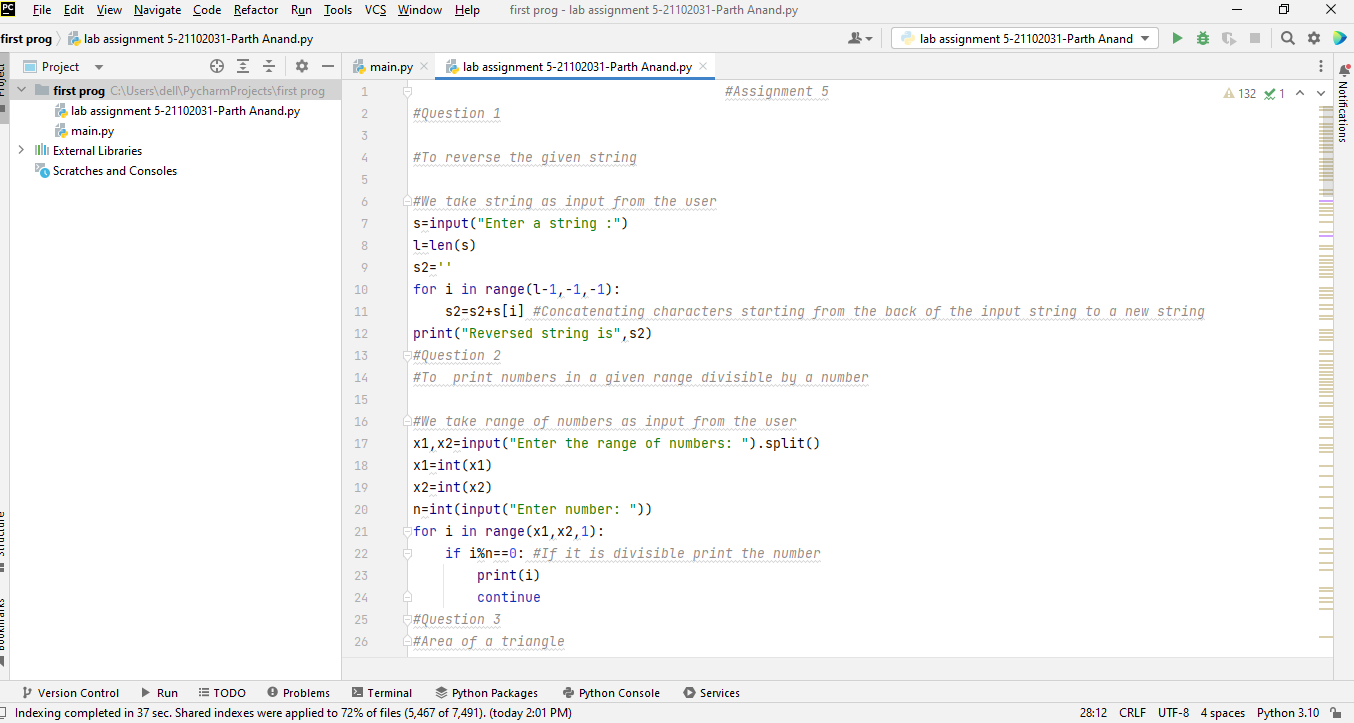 PC File Edit View Navigate Code Refactor Run Tools VCS Window Help first prog - lab assignment 5-21102031-Parth Anand.py
first prog lab assignment 5-21102031-Parth Anand.py lab assignment 5-21102031-Parth Anand
Project main.py lab assignment 5-21102031-Parth Anand.py
first prog C:\Users\dell\PycharmProjects\first prog
lab assignment 5-21102031-Parth Anand.py
main.py
External Libraries
Scratches and Consoles
Project
Structure
Bookmarks
1 #Assignment 5
2 #Question 1
3
4 #To reverse the given string
5
6 #We take string as input from the user
7 s=input("Enter a string :")
8 l=len(s)
9 s2=''
10 for i in range(l-1,-1,-1):
11 s2=s2+s[i] #Concatenating characters starting from the back of the input string to a new string
12 print("Reversed string is",s2)
13 #Question 2
14 #To  print numbers in a given range divisible by a number
15
16 #We take range of numbers as input from the user
17 x1,x2=input("Enter the range of numbers: ").split()
18 x1=int(x1)
19 x2=int(x2)
20 n=int(input("Enter number: "))
21 for i in range(x1,x2,1):
22 if i%n==0: #If it is divisible print the number
23 print(i)
24 continue
25 #Question 3
26 #Area of a triangle
132 1
Notifications
Version Control Run TODO Problems Terminal Python Packages Python Console Services
Indexing completed in 37 sec. Shared indexes were applied to 72% of files (5,467 of 7,491). (today 2:01 PM) 28:12 CRLF UTF-8 4 spaces Python 3.10